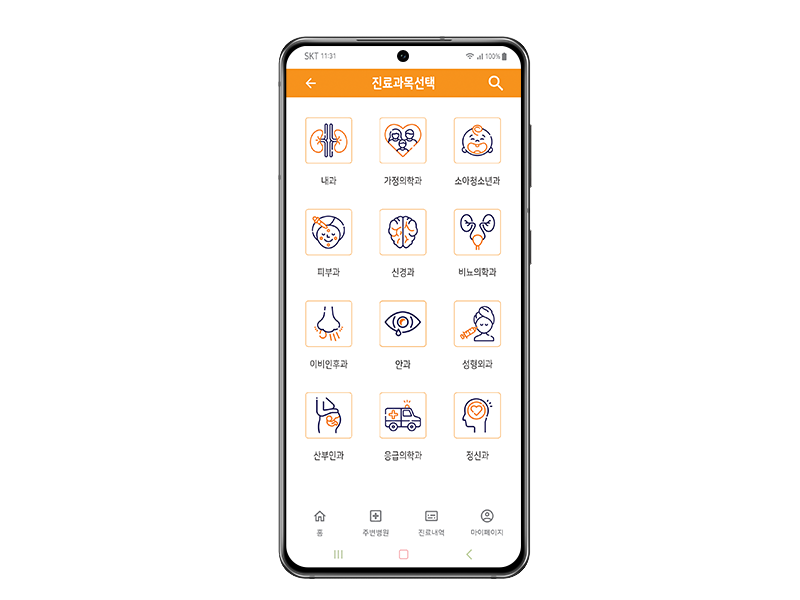 SKT 11:31 100%
진료과목선택
내과 가정의학과 소아청소년과
피부과 신경과 비뇨의학과
이비인후과 안과 성형외과
산부인과 응급의학과 정신과
홈 주변병원 진료내역 마이페이지